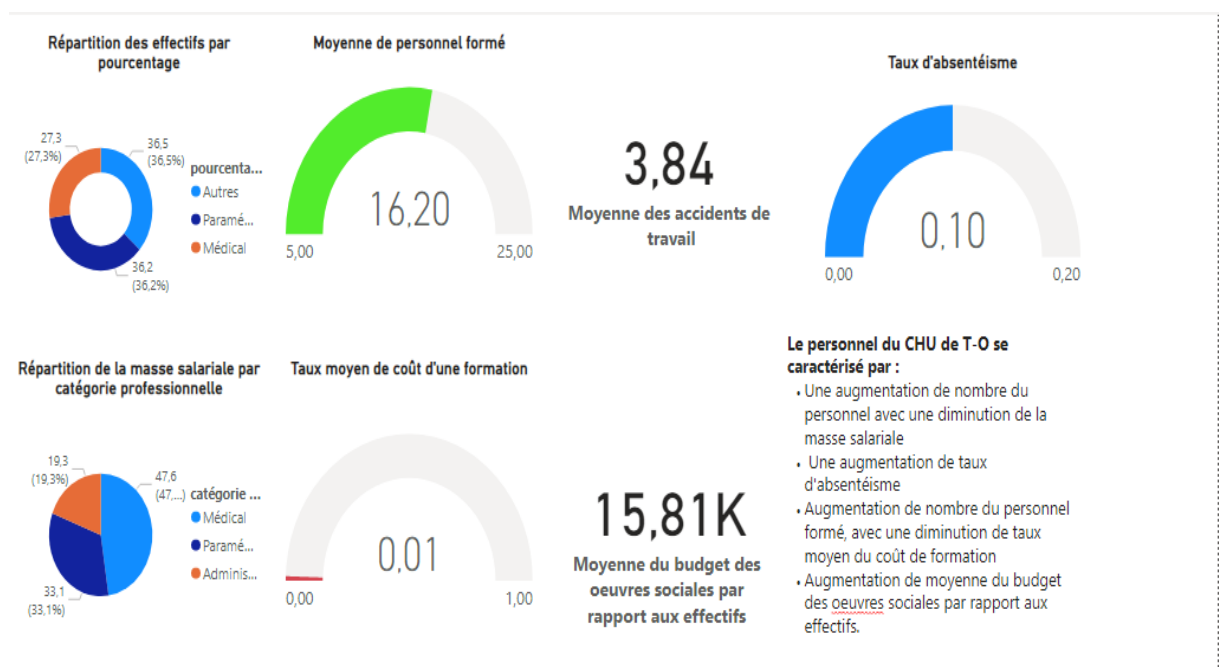 Répartition des effectifs par
pourcentage
27,3
(27,3%)
36,5
(36,5%)
36,2
(36,2%)
pourcenta...
Autres
Paramé...
Médical
Moyenne de personnel formé
16,20
5,00
25,00
3,84
Moyenne des accidents de
travail
Taux d'absentéisme
0,10
0,00
0,20
Répartition de la masse salariale par
catégorie professionnelle
19,3
(19,3%)
47,6
(47,...)
33,1
(33,1%)
catégorie ...
Médical
Paramé...
Adminis...
Taux moyen de coût d'une formation
0,01
0,00
1,00
15,81K
Moyenne du budget des
oeuvres sociales par
rapport aux effectifs
Le personnel du CHU de T-O se
caractérisé par :
• Une augmentation de nombre du
personnel avec une diminution de la
masse salariale
• Une augmentation de taux
d'absentéisme
• Augmentation de nombre du personnel
formé, avec une diminution de taux
moyen du coût de formation
• Augmentation de moyenne du budget
des oeuvres sociales par rapport aux
effectifs.